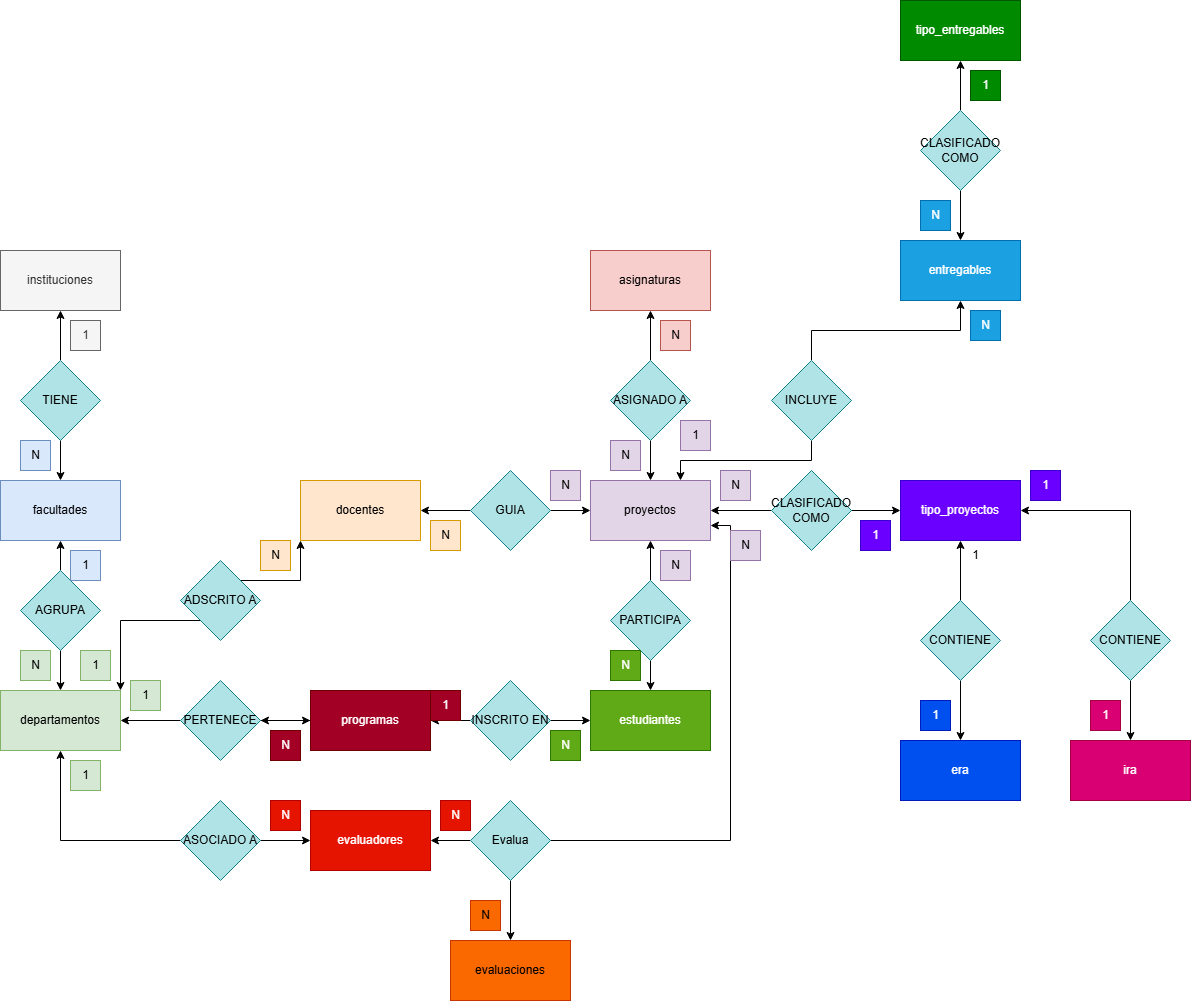 tipo_entregables
1
CLASIFICADO
COMO
N
entregables
N
instituciones
1
TIENE
N
facultades
1
AGRUPA
N
1
departamentos
1
1
asignaturas
N
ASIGNADO A
1
N
INCLUYE
docentes
N
N
ADSCRITO A
GUIA
N
proyectos
N
N
N
CLASIFICADO
COMO
1
tipo_proyectos
1
1
CONTIENE
1
era
CONTIENE
1
ira
PARTICIPA
N
estudiantes
PERTENECE
N
programas
1
INSCRITO EN
N
ASOCIADO A
N
evaluadores
N
Evalua
N
evaluaciones